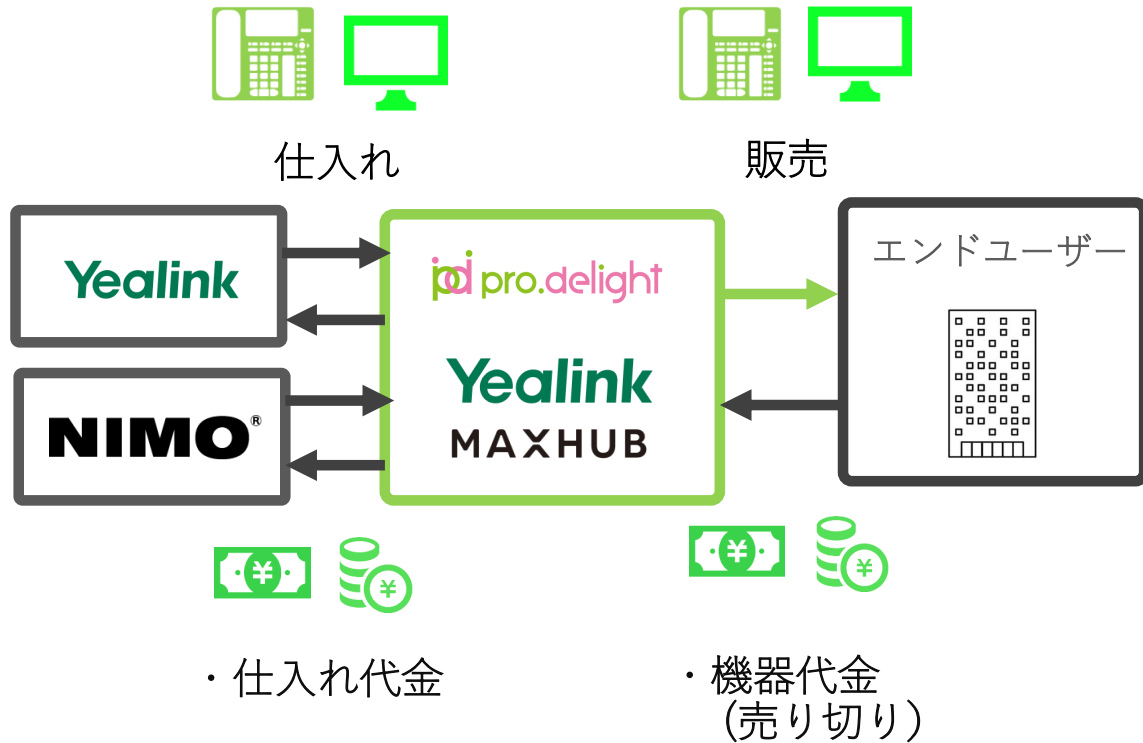 仕入れ
販売
Yealink
NIMO®
pro.delight
Yealink
MAXHUB
エンドユーザー
・仕入れ代金
・機器代金
(売り切り)